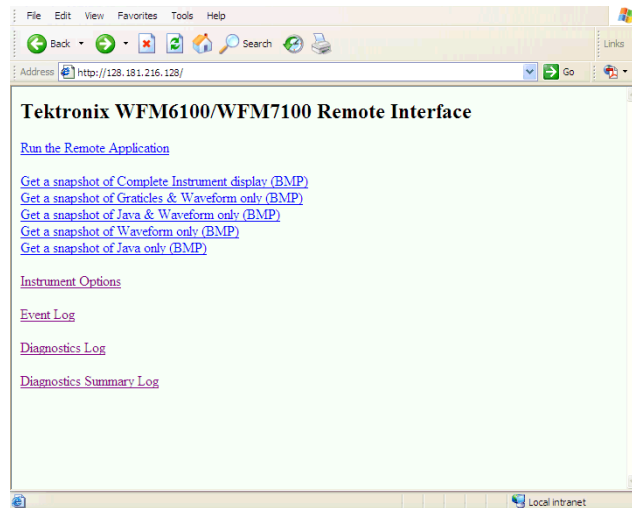 File Edit View Favorites Tools Help
Back Search Links
Address http://128.181.216.128/ Go
Tektronix WFM6100/WFM7100 Remote Interface
Run the Remote Application
Get a snapshot of Complete Instrument display (BMP)
Get a snapshot of Graticles & Waveform only (BMP)
Get a snapshot of Java & Waveform only (BMP)
Get a snapshot of Waveform only (BMP)
Get a snapshot of Java only (BMP)
Instrument Options
Event Log
Diagnostics Log
Diagnostics Summary Log
Local intranet